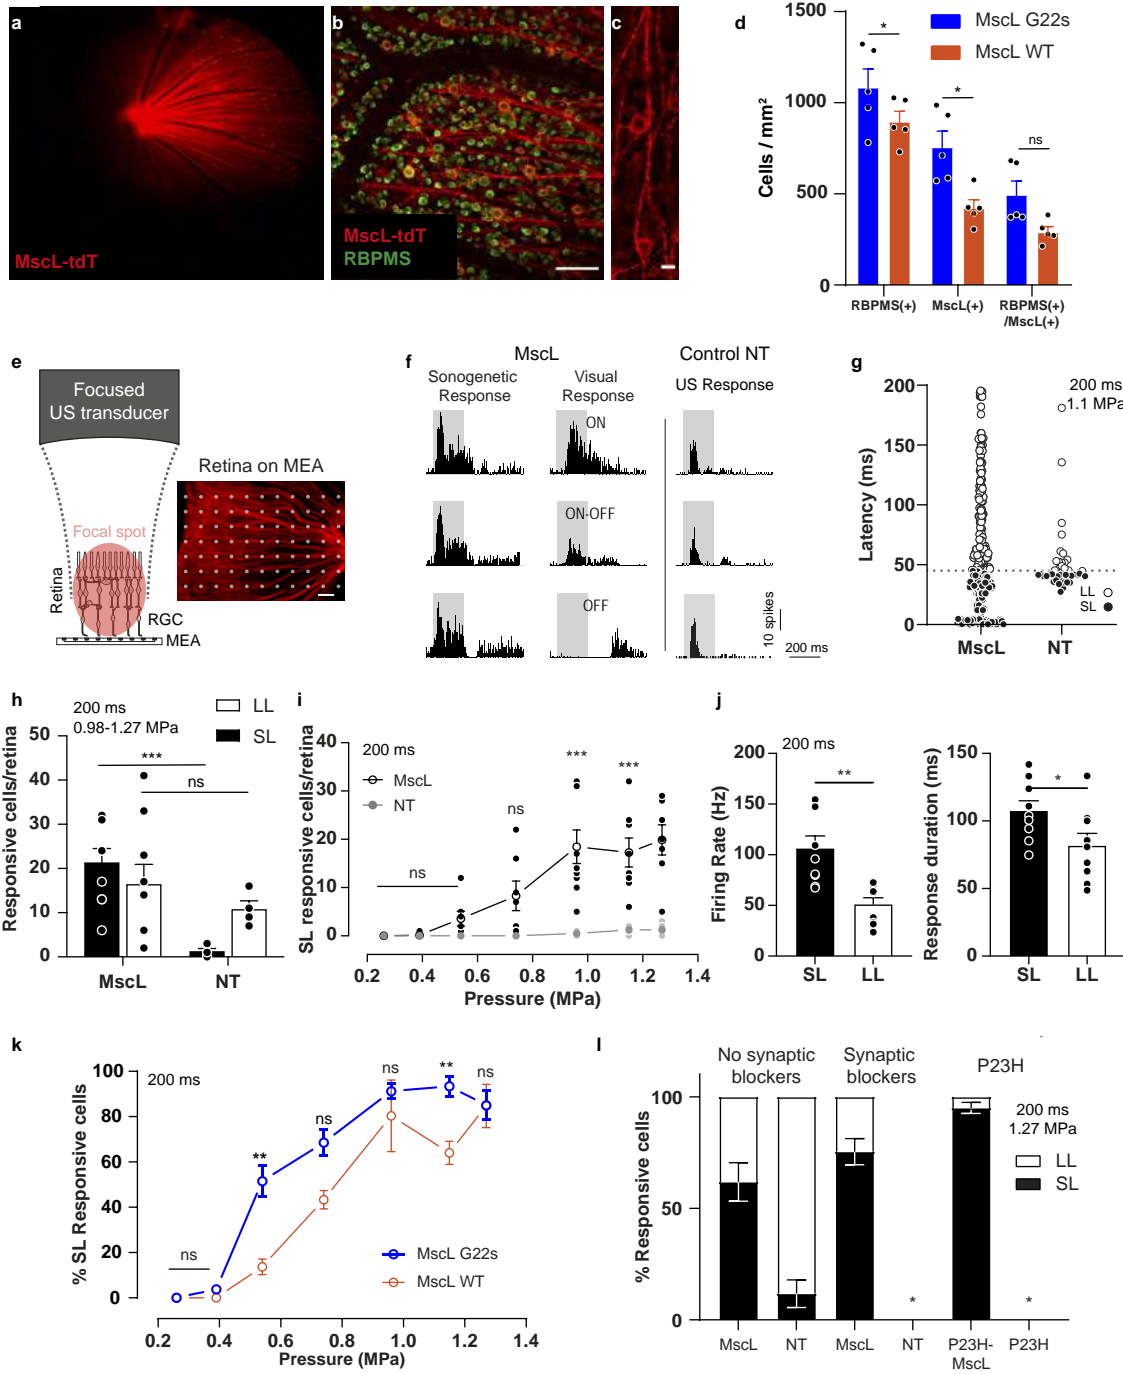 a
MscL-tdT
b
MscL-tdT
RBPMS
c
d
MscL G22s
MscL WT
Cells / mm²
1500
1000
500
0
*
*
ns
RBPMS(+)
MscL(+)
RBPMS(+)
/MscL(+)
e
Focused
US transducer
Retina on MEA
Focal spot
Retina
RGC
MEA
f
MscL
Control NT
Sonogenetic
Response
Visual
Response
US Response
ON
ON-OFF
OFF
10 spikes
200 ms
g
200 ms
1.1 MPa
Latency (ms)
200
150
100
50
0
LL
SL
MscL
NT
h
200 ms
0.98-1.27 MPa
LL
SL
Responsive cells/retina
50
40
30
20
10
0
***
ns
MscL
NT
i
200 ms
MscL
NT
SL responsive cells/retina
40
30
20
10
0
ns
ns
***
***
0.2
0.4
0.6
0.8
1.0
1.2
1.4
Pressure (MPa)
j
200 ms
Firing Rate (Hz)
200
150
100
50
0
**
SL
LL
Response duration (ms)
150
100
50
0
*
SL
LL
k
200 ms
% SL Responsive cells
100
80
60
40
20
0
ns
**
ns
ns
**
ns
MscL G22s
MscL WT
0.2
0.4
0.6
0.8
1.0
1.2
1.4
Pressure (MPa)
l
No synaptic
blockers
Synaptic
blockers
P23H
200 ms
1.27 MPa
LL
SL
% Responsive cells
100
50
0
*
*
MscL
NT
MscL
NT
P23H-
MscL
P23H